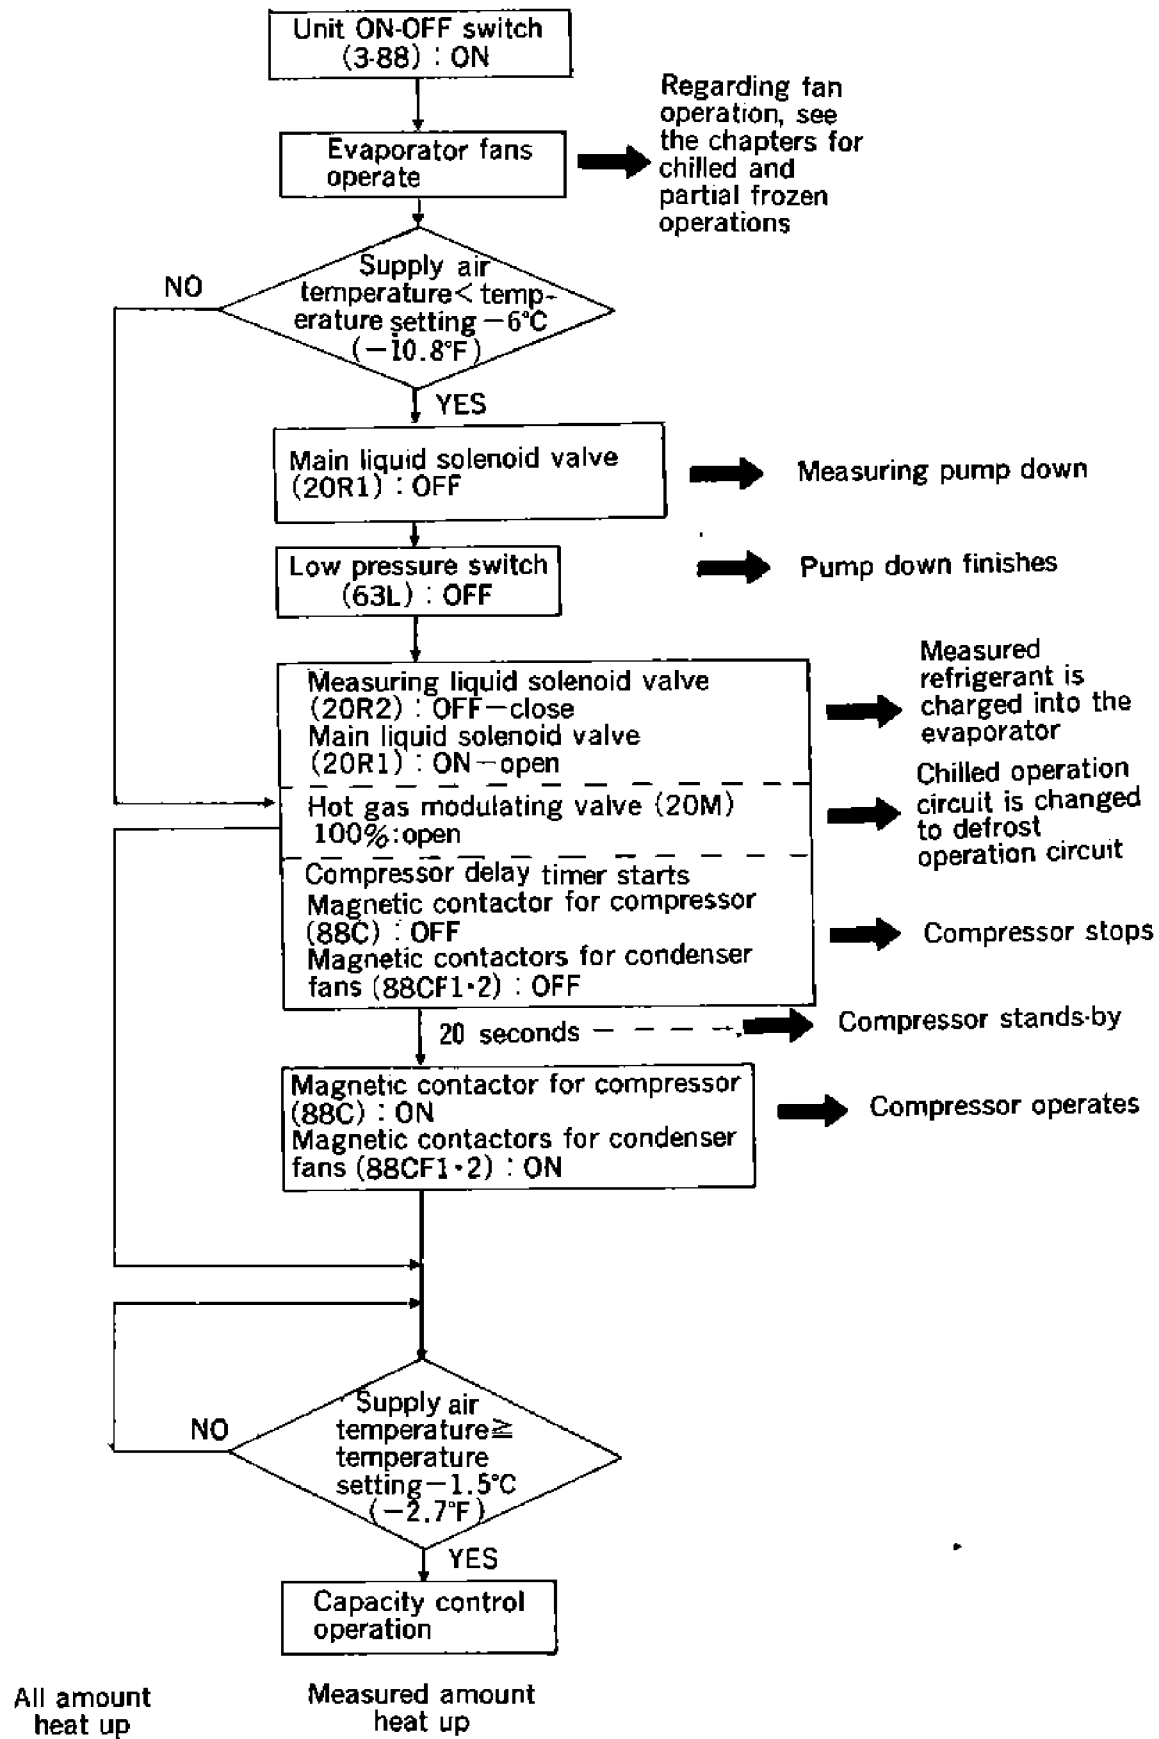 Unit ON-OFF switch
(3-88) : ON
Regarding fan
operation, see
the chapters for
chilled and
partial frozen
operations
Evaporator fans
operate
Supply air
temperature < temp-
erature setting −6°C
(−10.8°F)
NO
YES
Main liquid solenoid valve
(20R1) : OFF
Measuring pump down
Low pressure switch
(63L) : OFF
Pump down finishes
Measuring liquid solenoid valve
(20R2) : OFF−close
Main liquid solenoid valve
(20R1) : ON−open
Measured
refrigerant is
charged into the
evaporator
Hot gas modulating valve (20M)
100%:open
Chilled operation
circuit is changed
to defrost
operation circuit
Compressor delay timer starts
Magnetic contactor for compressor
(88C) : OFF
Magnetic contactors for condenser
fans (88CF1·2) : OFF
Compressor stops
20 seconds
Compressor stands-by
Magnetic contactor for compressor
(88C) : ON
Magnetic contactors for condenser
fans (88CF1·2) : ON
Compressor operates
Supply air
temperature≧
temperature
setting−1.5°C
(−2.7°F)
NO
YES
Capacity control
operation
All amount
heat up
Measured amount
heat up